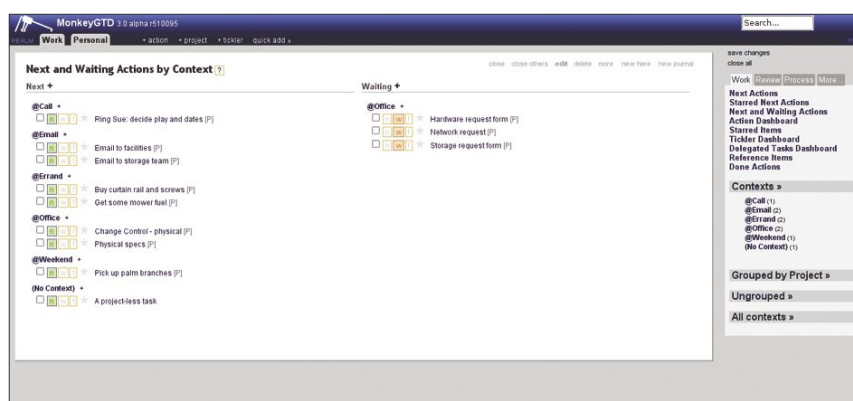 MonkeyGTD 3.0 alpha r510095
Search...
REALM Work Personal + action + project + tickler quick add »
save changes
close all
Next and Waiting Actions by Context ?
close close others edit delete more new here new journal
Next +
Waiting +
@Call +
n w f Ring Sue: decide play and dates [P]
@Email +
n w f Email to facilities [P]
n w f Email to storage team [P]
@Errand +
n w f Buy curtain rail and screws [P]
n w f Get some mower fuel [P]
@Office +
n w f Change Control - physical [P]
n w f Physical specs [P]
@Weekend +
n w f Pick up palm branches [P]
(No Context) +
n w f A project-less task
@Office +
n w f Hardware request form [P]
n w f Network request [P]
n w f Storage request form [P]
Work Review Process More...
Next Actions
Starred Next Actions
Next and Waiting Actions
Action Dashboard
Starred Items
Tickler Dashboard
Delegated Tasks Dashboard
Reference Items
Done Actions
Contexts »
@Call (1)
@Email (2)
@Errand (2)
@Office (2)
@Weekend (1)
(No Context) (1)
Grouped by Project »
Ungrouped »
All contexts »